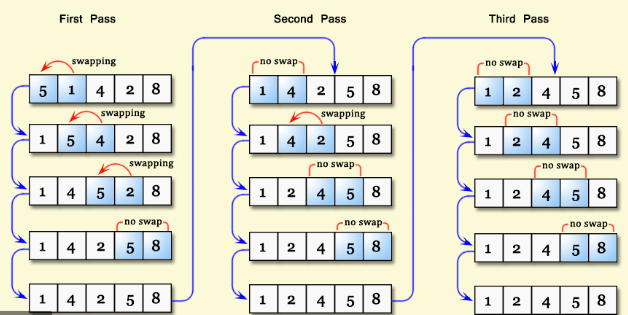 First Pass
swapping
5 1 4 2 8
swapping
1 5 4 2 8
swapping
1 4 5 2 8
no swap
1 4 2 5 8
1 4 2 5 8
Second Pass
no swap
1 4 2 5 8
swapping
1 4 2 5 8
no swap
1 2 4 5 8
no swap
1 2 4 5 8
1 2 4 5 8
Third Pass
no swap
1 2 4 5 8
no swap
1 2 4 5 8
no swap
1 2 4 5 8
no swap
1 2 4 5 8
1 2 4 5 8